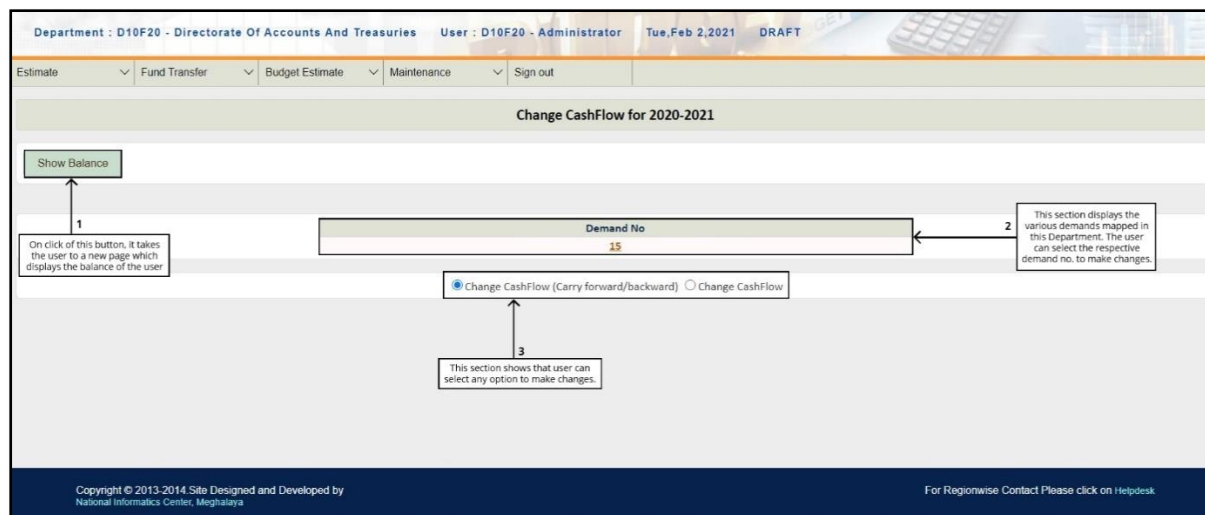 Department : D10F20 - Directorate Of Accounts And Treasuries User : D10F20 - Administrator Tue,Feb 2,2021 DRAFT
Estimate Fund Transfer Budget Estimate Maintenance Sign out
Change CashFlow for 2020-2021
Show Balance
1
On click of this button, it takes
the user to a new page which
displays the balance of the user
Demand No
15
2
This section displays the
various demands mapped in
this Department. The user
can select the respective
demand no. to make changes.
Change CashFlow (Carry forward/backward) Change CashFlow
3
This section shows that user can
select any option to make changes.
Copyright © 2013-2014.Site Designed and Developed by
National Informatics Center, Meghalaya
For Regionwise Contact Please click on Helpdesk